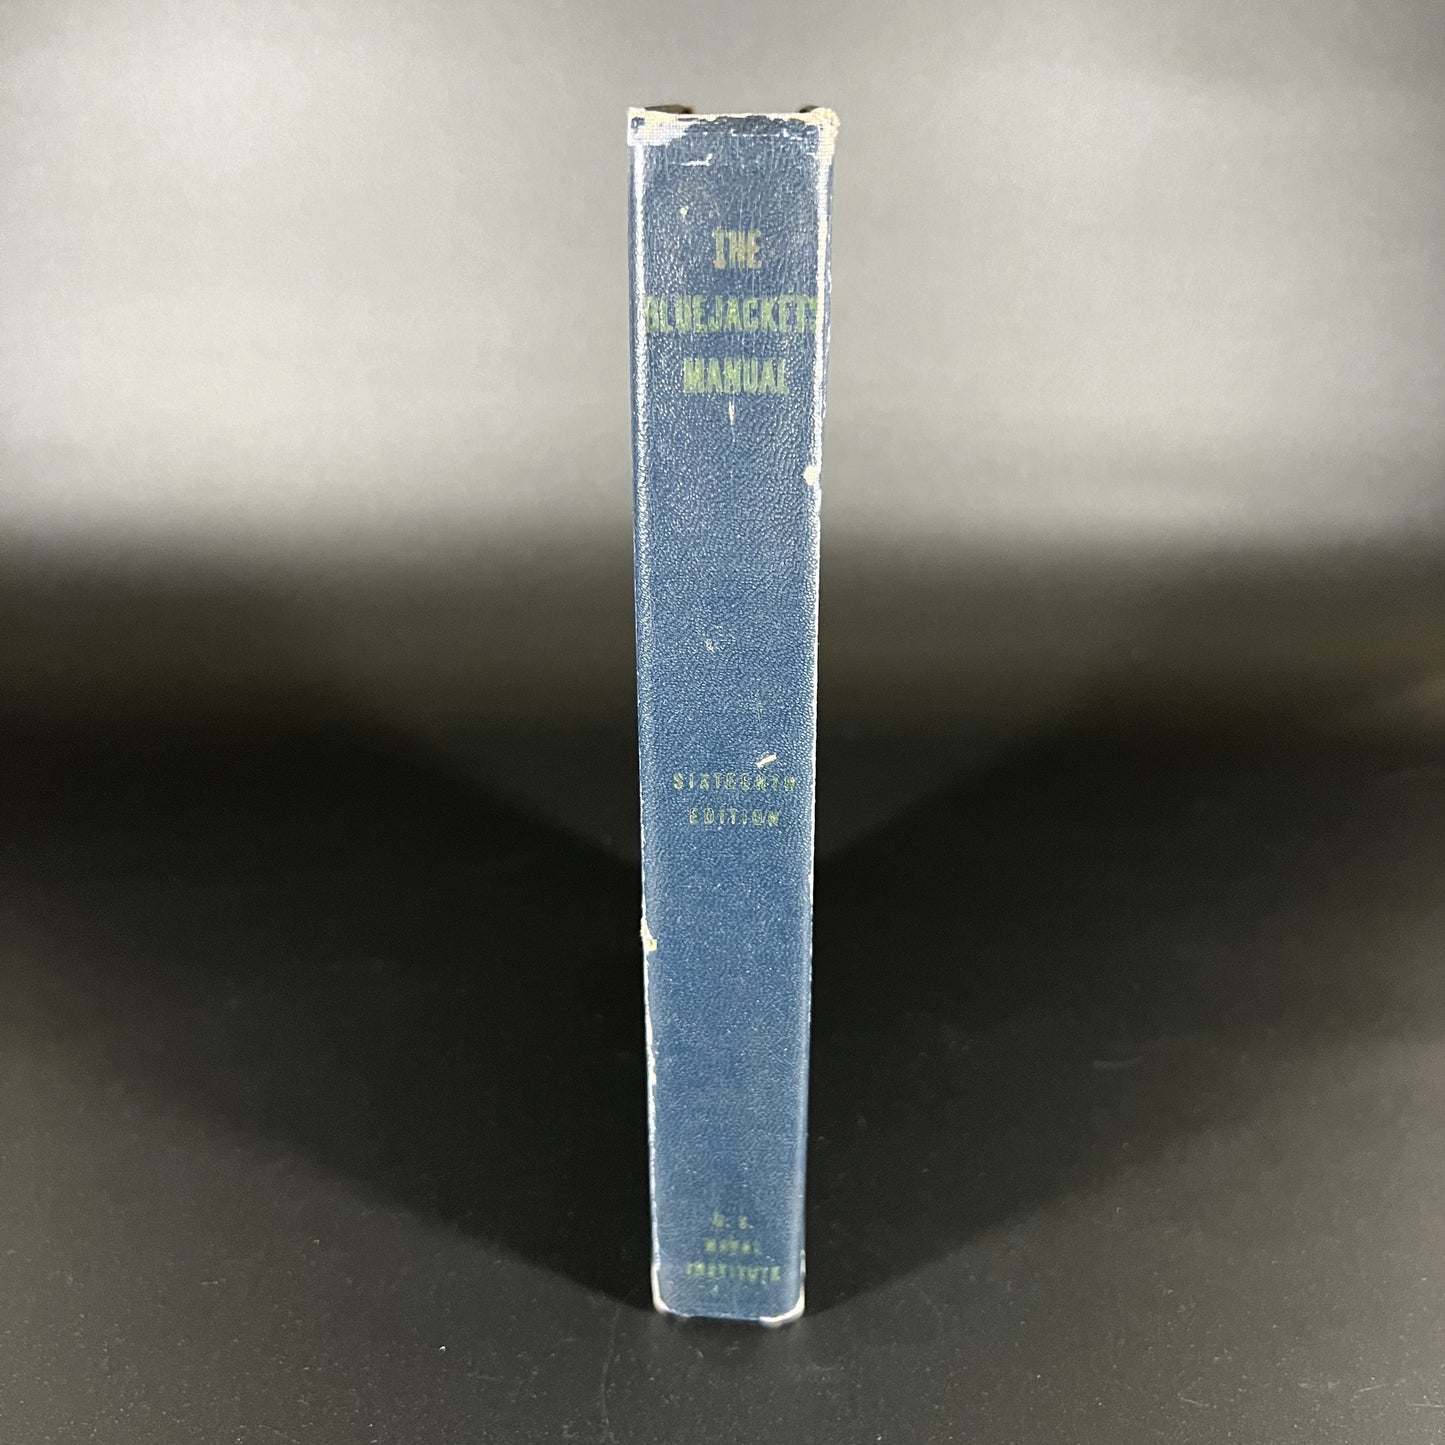 THE
BLUEJACKETS
MANUAL
SIXTEENTH
EDITION
U. S.
NAVAL
INSTITUTE